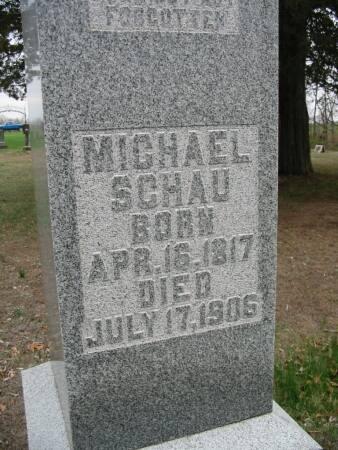 FORGOTTEN
MICHAEL
SCHAU
BORN
APR. 16. 1817
DIED
JULY 17. 1906